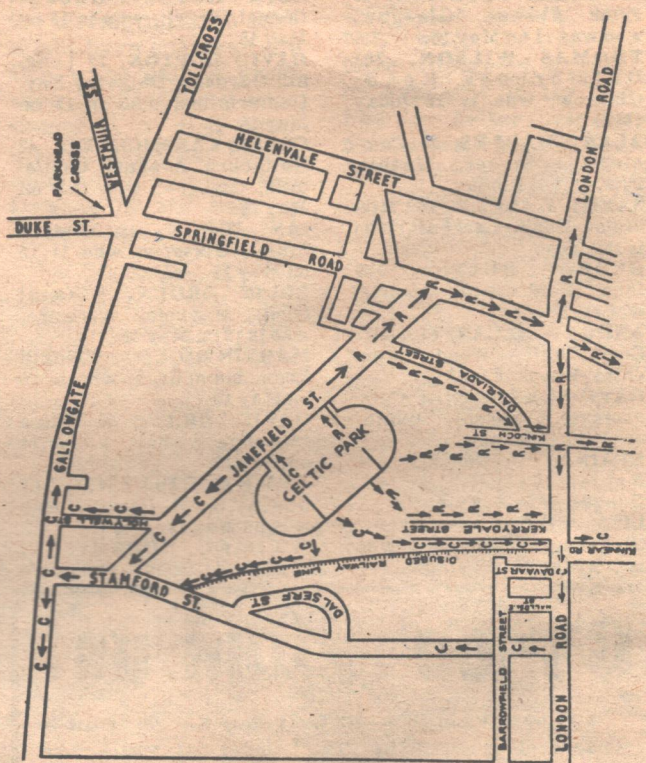 TOLLCROSS
WESTMUIR ST.
PARKHEAD
CROSS
DUKE ST.
HELENVALE STREET
LONDON ROAD
SPRINGFIELD ROAD
GALLOWGATE
R R R R
R R R R
JANEFIELD ST.
DALRIADA STREET
R R R R
KINLOCH ST
R
CELTIC PARK
C
R
C C C
HOLYWELL ST.
C C
R R R
R R R R
KERRYDALE STREET
C C C C
KINNEAR RD
C
DISUSED RAILWAY LINE
C C C C
STAMFORD ST.
C C C C
DALSERF ST
DAVAAR ST
BARROWFIELD STREET
C
C
LONDON ROAD